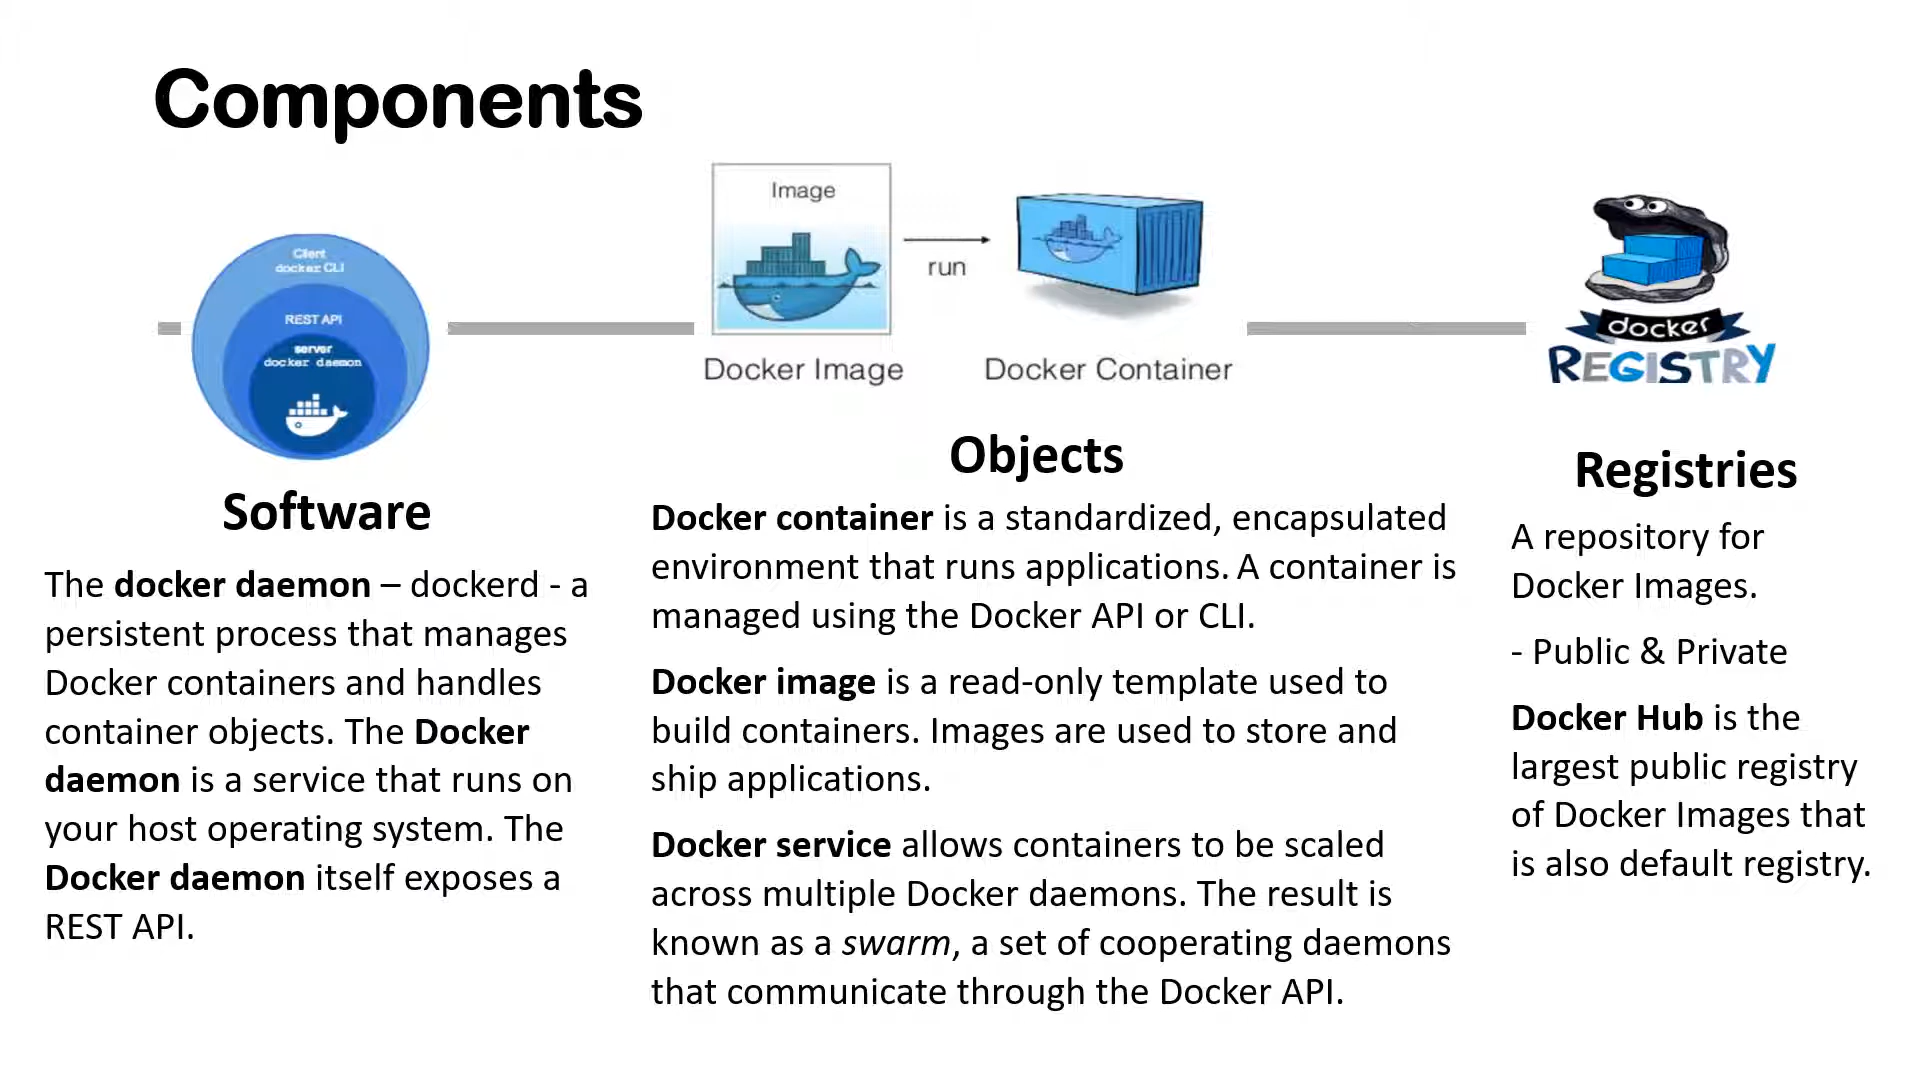 Components
Client
docker CLI
REST API
server
docker daemon
Image
run
Docker Image
Docker Container
docker
REGISTRY
Software
The docker daemon – dockerd - a
persistent process that manages
Docker containers and handles
container objects. The Docker
daemon is a service that runs on
your host operating system. The
Docker daemon itself exposes a
REST API.
Objects
Docker container is a standardized, encapsulated
environment that runs applications. A container is
managed using the Docker API or CLI.
Docker image is a read-only template used to
build containers. Images are used to store and
ship applications.
Docker service allows containers to be scaled
across multiple Docker daemons. The result is
known as a swarm, a set of cooperating daemons
that communicate through the Docker API.
Registries
A repository for
Docker Images.
- Public & Private
Docker Hub is the
largest public registry
of Docker Images that
is also default registry.